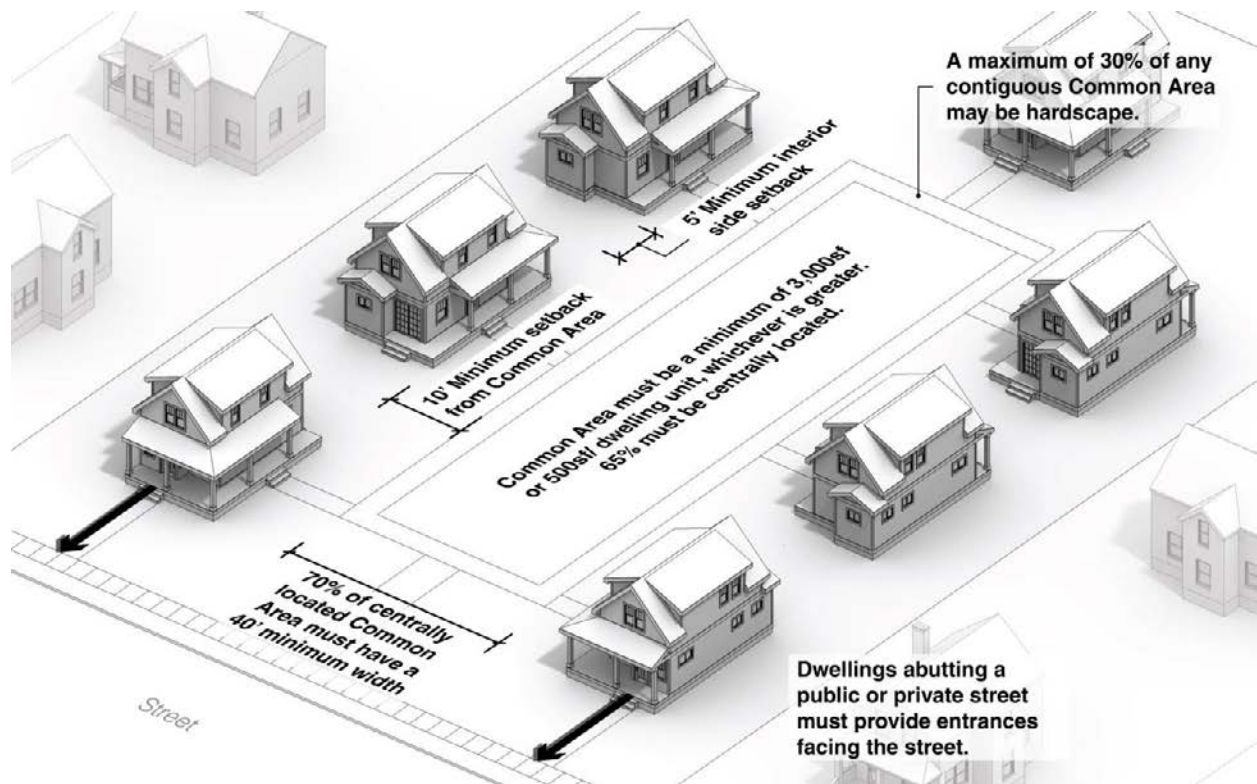 A maximum of 30% of any
contiguous Common Area
may be hardscape.
5' Minimum interior
side setback
10' Minimum setback
from Common Area
Common Area must be a minimum of 3,000sf
or 500sf/ dwelling unit, whichever is greater.
65% must be centrally located.
70% of centrally
located Common
Area must have a
40' minimum width
Street
Dwellings abutting a
public or private street
must provide entrances
facing the street.